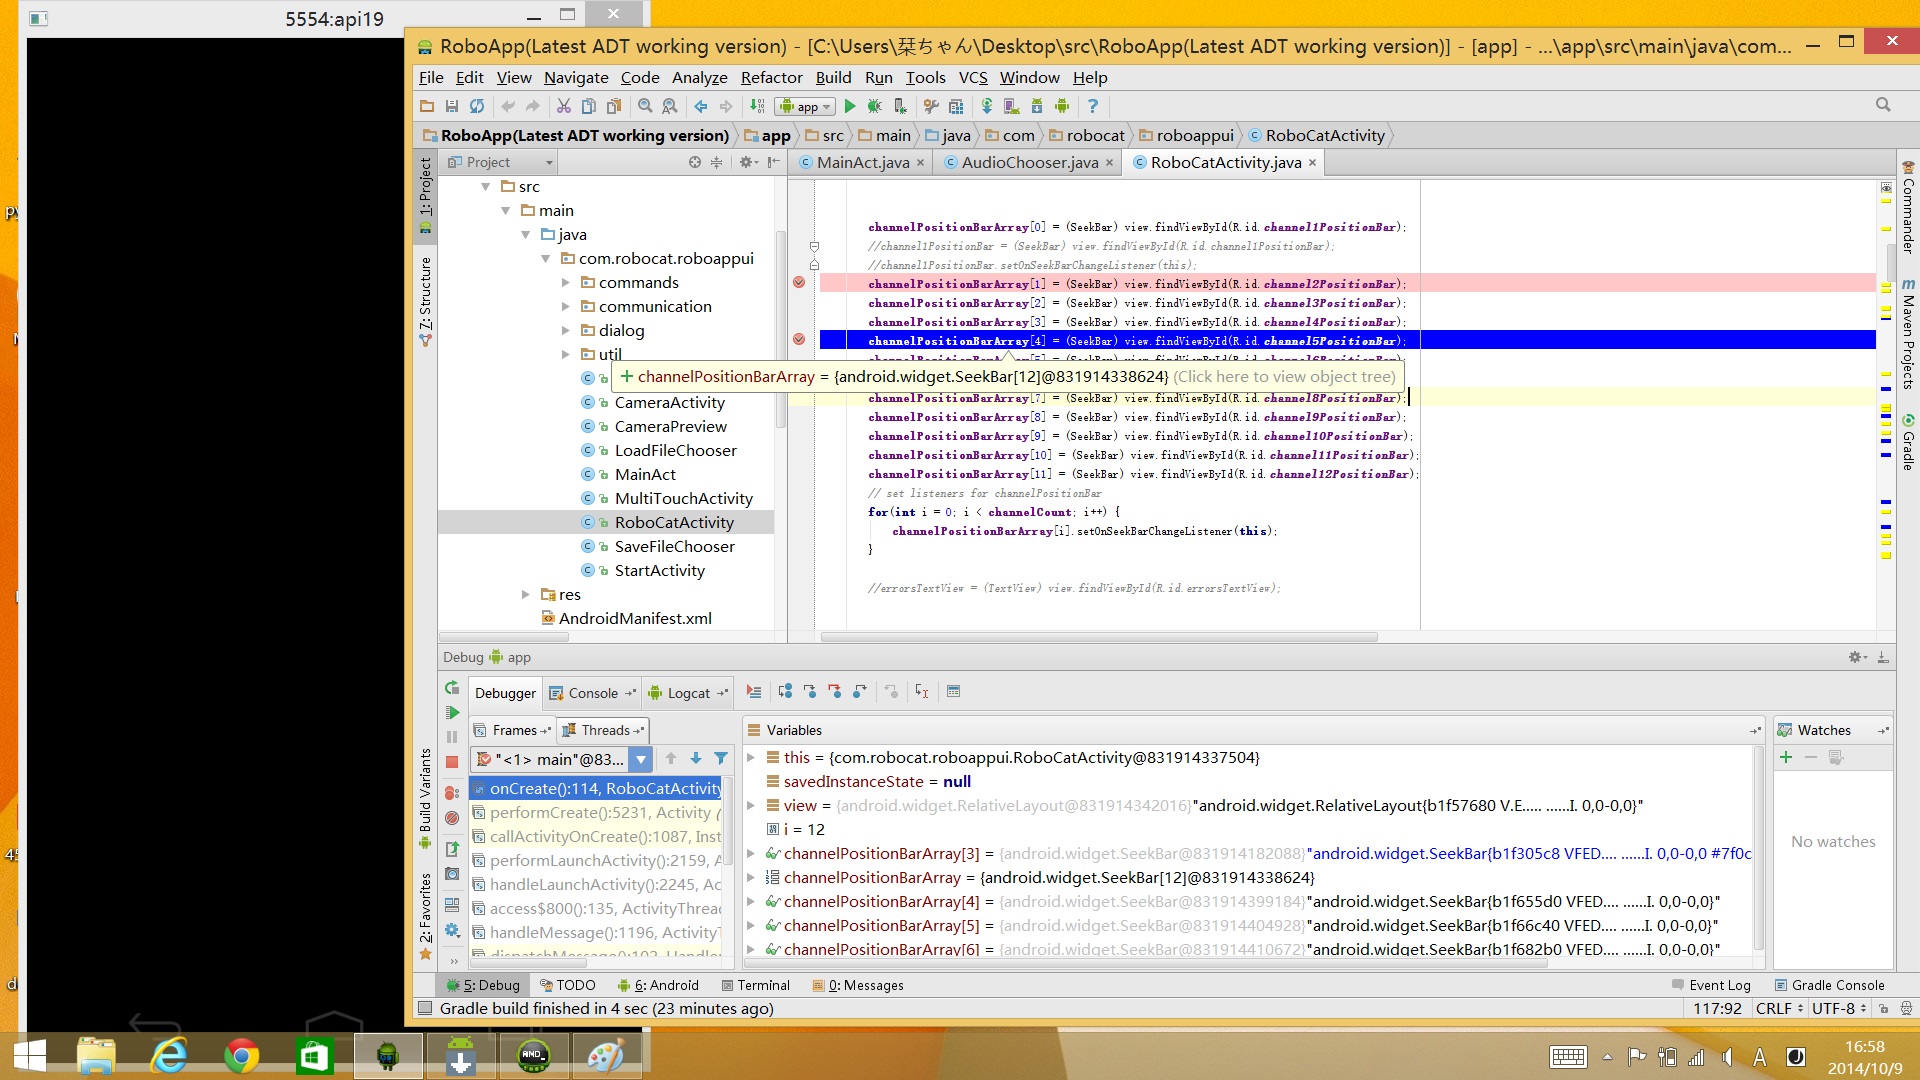 5554:api19
RoboApp(Latest ADT working version) - [C:\Users\栞ちゃん\Desktop\src\RoboApp(Latest ADT working version)] - [app] - ...\app\src\main\java\com...
File Edit View Navigate Code Analyze Refactor Build Run Tools VCS Window Help
app
RoboApp(Latest ADT working version) app src main java com robocat roboappui RoboCatActivity
Project
MainAct.java AudioChooser.java RoboCatActivity.java
1: Project
7: Structure
Build Variants
2: Favorites
src
main
java
com.robocat.roboappui
commands
communication
dialog
util
CameraActivity
CameraPreview
LoadFileChooser
MainAct
MultiTouchActivity
RoboCatActivity
SaveFileChooser
StartActivity
res
AndroidManifest.xml
channelPositionBarArray[0] = (SeekBar) view.findViewById(R.id.channel1PositionBar);
//channel1PositionBar = (SeekBar) view.findViewById(R.id.channel1PositionBar);
//channel1PositionBar.setOnSeekBarChangeListener(this);
channelPositionBarArray[1] = (SeekBar) view.findViewById(R.id.channel2PositionBar);
channelPositionBarArray[2] = (SeekBar) view.findViewById(R.id.channel3PositionBar);
channelPositionBarArray[3] = (SeekBar) view.findViewById(R.id.channel4PositionBar);
channelPositionBarArray[4] = (SeekBar) view.findViewById(R.id.channel5PositionBar);
channelPositionBarArray = {android.widget.SeekBar[12]@831914338624} (Click here to view object tree)
channelPositionBarArray[7] = (SeekBar) view.findViewById(R.id.channel8PositionBar);
channelPositionBarArray[8] = (SeekBar) view.findViewById(R.id.channel9PositionBar);
channelPositionBarArray[9] = (SeekBar) view.findViewById(R.id.channel10PositionBar);
channelPositionBarArray[10] = (SeekBar) view.findViewById(R.id.channel11PositionBar);
channelPositionBarArray[11] = (SeekBar) view.findViewById(R.id.channel12PositionBar);
// set listeners for channelPositionBar
for(int i = 0; i < channelCount; i++) {
channelPositionBarArray[i].setOnSeekBarChangeListener(this);
}
//errorsTextView = (TextView) view.findViewById(R.id.errorsTextView);
Commander
Maven Projects
Gradle
Debug app
Debugger Console Logcat
Frames Threads
"<1> main"@83...
onCreate():114, RoboCatActivity
performCreate():5231, Activity (
callActivityOnCreate():1087, Inst
performLaunchActivity():2159, A
handleLaunchActivity():2245, Ac
access$800():135, ActivityThread
handleMessage():1196, ActivityT
dispatchMessage():102, Handler
Variables
this = {com.robocat.roboappui.RoboCatActivity@831914337504}
savedInstanceState = null
view = {android.widget.RelativeLayout@831914342016}"android.widget.RelativeLayout{b1f57680 V.E..... ......I. 0,0-0,0}"
i = 12
channelPositionBarArray[3] = {android.widget.SeekBar@831914182088}"android.widget.SeekBar{b1f305c8 VFED.... ......I. 0,0-0,0 #7f0c
channelPositionBarArray = {android.widget.SeekBar[12]@831914338624}
channelPositionBarArray[4] = {android.widget.SeekBar@831914399184}"android.widget.SeekBar{b1f655d0 VFED.... ......I. 0,0-0,0}"
channelPositionBarArray[5] = {android.widget.SeekBar@831914404928}"android.widget.SeekBar{b1f66c40 VFED.... ......I. 0,0-0,0}"
channelPositionBarArray[6] = {android.widget.SeekBar@831914410672}"android.widget.SeekBar{b1f682b0 VFED.... ......I. 0,0-0,0}"
Watches
No watches
5: Debug TODO 6: Android Terminal 0: Messages Event Log Gradle Console
Gradle build finished in 4 sec (23 minutes ago) 117:92 CRLF UTF-8
A
16:58
2014/10/9